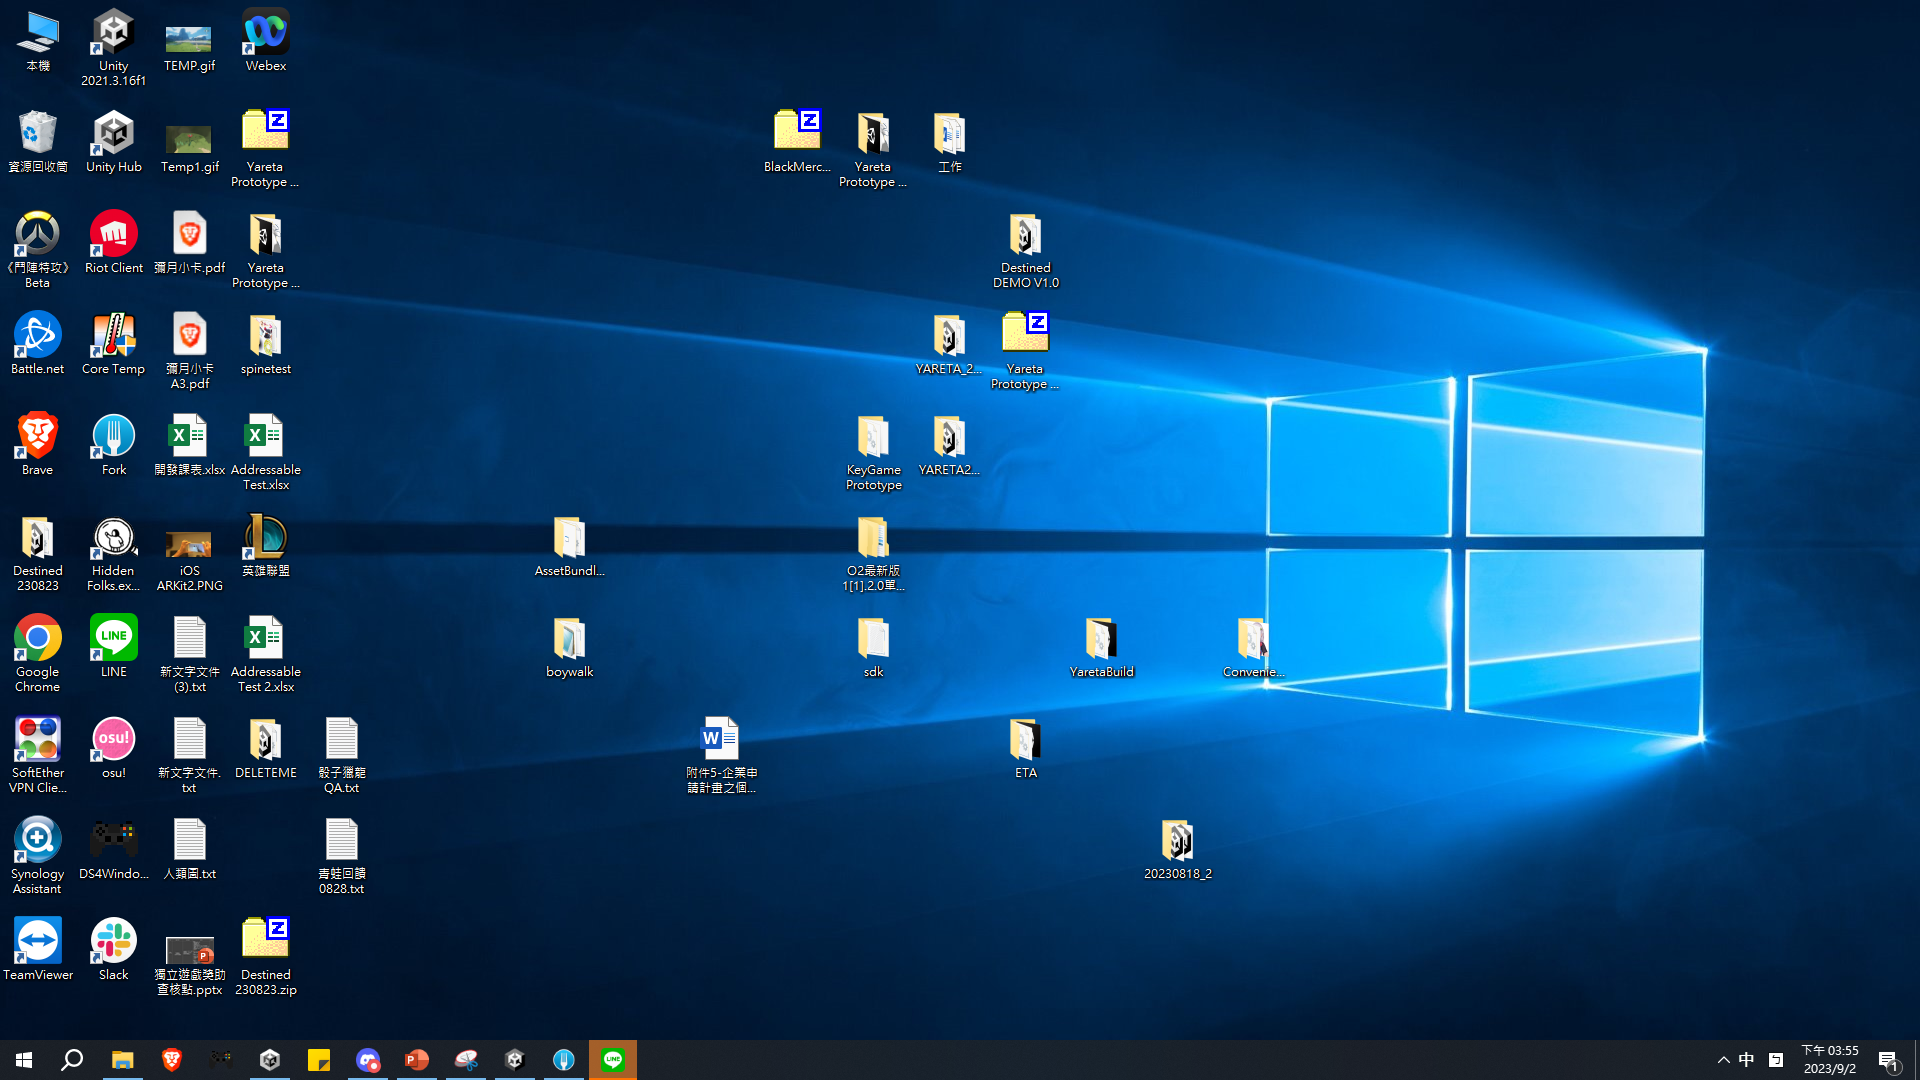 本機
Unity
2021.3.16f1
TEMP.gif
Webex
資源回收筒
Unity Hub
Temp1.gif
Yareta
Prototype ...
BlackMerc...
Yareta
Prototype ...
工作
《鬥陣特攻》
Beta
Riot Client
彌月小卡.pdf
Yareta
Prototype ...
Destined
DEMO V1.0
Battle.net
Core Temp
彌月小卡
A3.pdf
spinetest
YARETA_2...
Yareta
Prototype ...
Brave
Fork
開發課表.xlsx
Addressable
Test.xlsx
KeyGame
Prototype
YARETA2...
Destined
230823
Hidden
Folks.ex...
iOS
ARKit2.PNG
英雄聯盟
AssetBundl...
O2最新版
1[1].2.0單...
Google
Chrome
LINE
LINE
新文字文件
(3).txt
Addressable
Test 2.xlsx
boywalk
sdk
YaretaBuild
Convenie...
SoftEther
VPN Clie...
osu!
osu!
新文字文件.
txt
DELETEME
骰子獵龍
QA.txt
附件5-企業申
請計畫之個...
ETA
Synology
Assistant
DS4Windo...
人類圖.txt
青蛙回饋
0828.txt
20230818_2
TeamViewer
Slack
獨立遊戲獎助
查核點.pptx
Destined
230823.zip
LINE
中
ㄅ
下午 03:55
2023/9/2
1